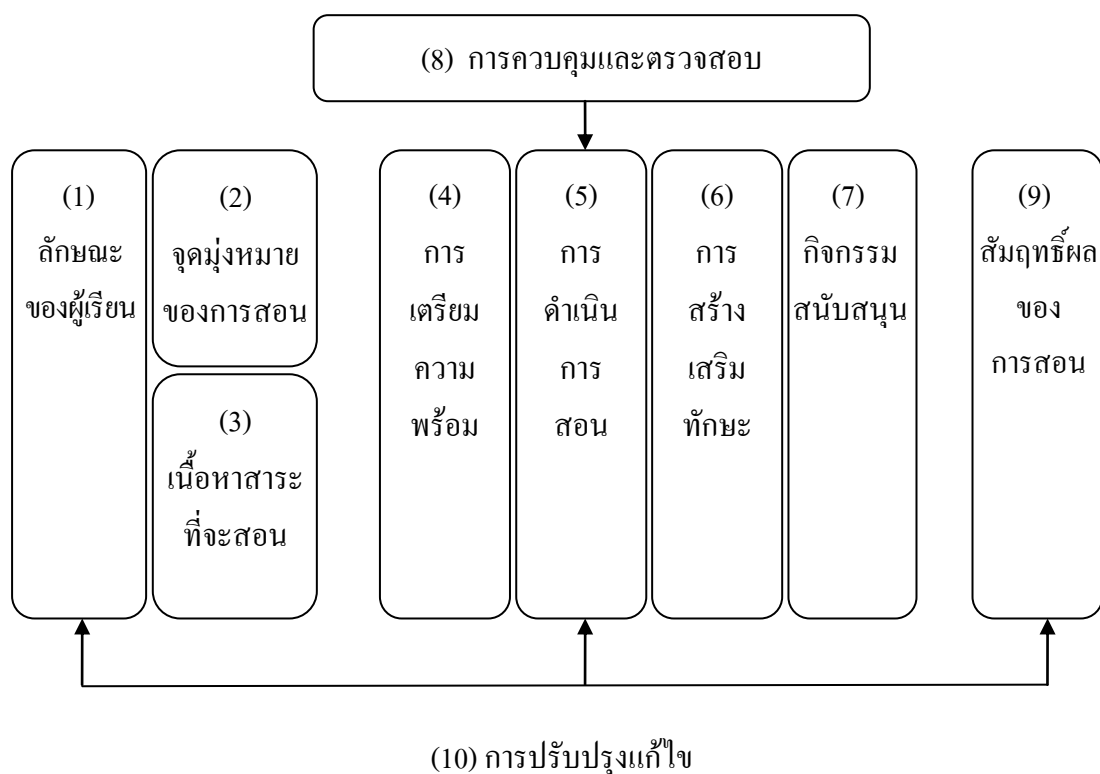 (8) การควบคุมและตรวจสอบ
(1)
ลักษณะ
ของผู้เรียน
(2)
จุดมุ่งหมาย
ของการสอน
(3)
เนื้อหาสาระ
ที่จะสอน
(4)
การ
เตรียม
ความ
พร้อม
(5)
การ
ดำเนิน
การ
สอน
(6)
การ
สร้าง
เสริม
ทักษะ
(7)
กิจกรรม
สนับสนุน
(9)
สัมฤทธิ์ผล
ของ
การสอน
(10) การปรับปรุงแก้ไข